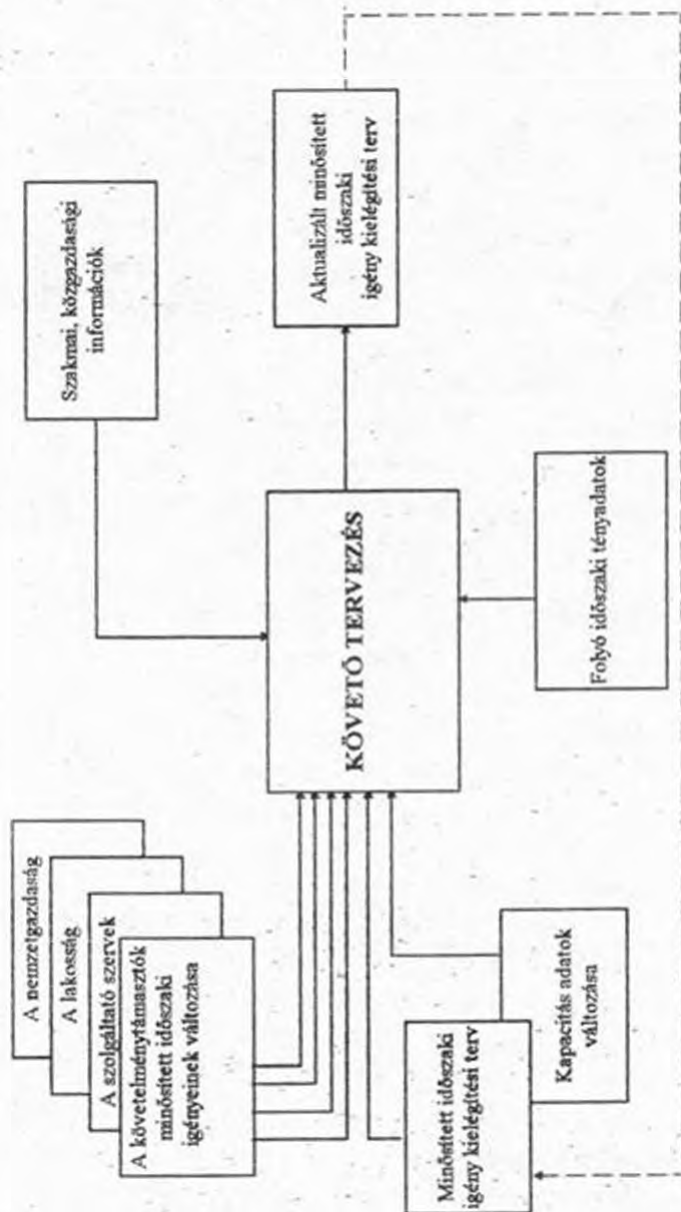 A nemzetgazdaság
A lakosság
A szolgáltató szervek
A követelménytámasztók
minősített időszaki
igényeinek változása
Szakmai, közgazdasági
információk
KÖVETŐ TERVEZÉS
Aktualizált minősített
időszaki
igény kielégítési terv
Minősített időszaki
igény kielégítési terv
Kapacitás adatok
változása
Folyó időszaki tényadatok